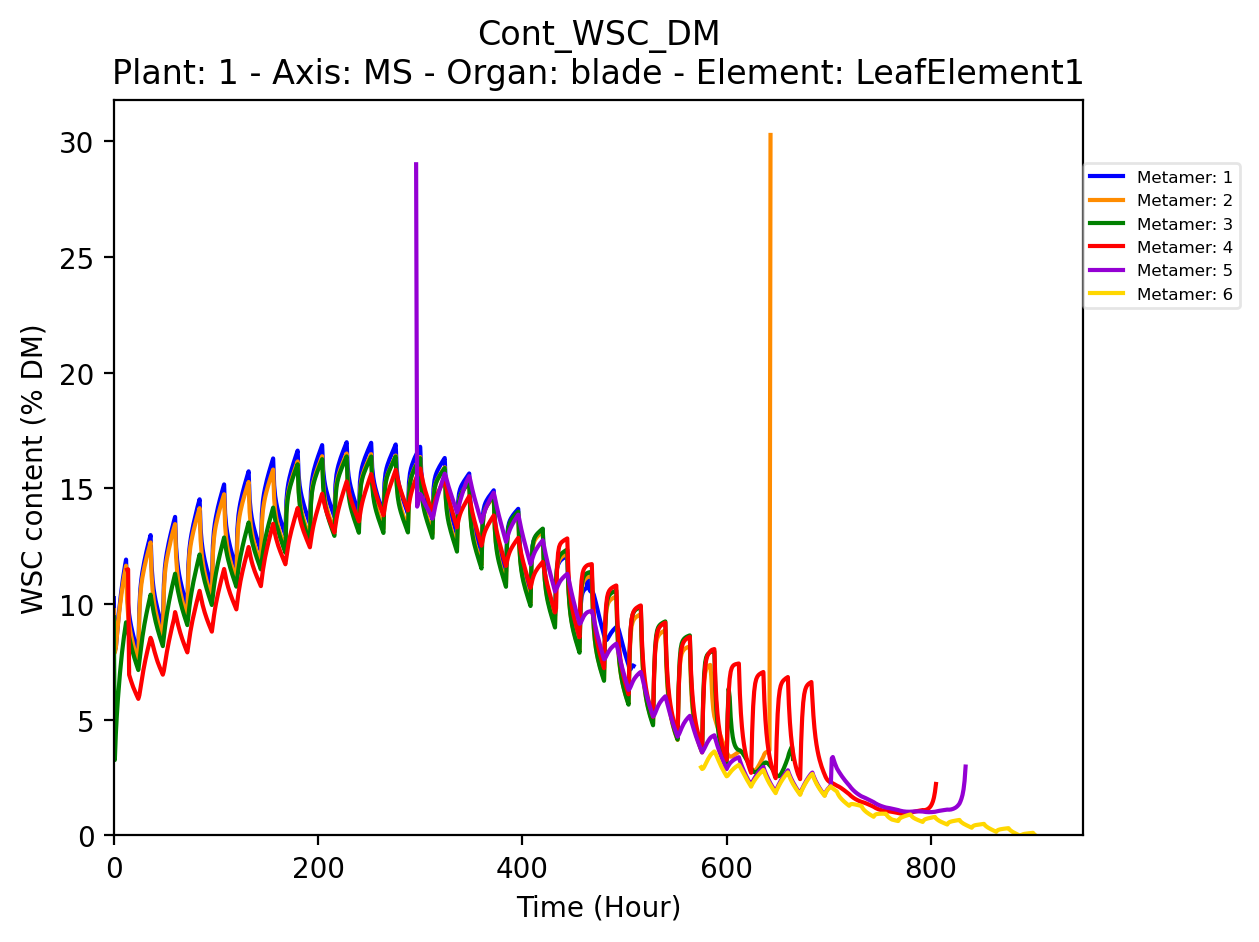 Cont_WSC_DM
Plant: 1 - Axis: MS - Organ: blade - Element: LeafElement1
30
25
20
15
10
5
0
WSC content (% DM)
0 200 400 600 800
Time (Hour)
Metamer: 1
Metamer: 2
Metamer: 3
Metamer: 4
Metamer: 5
Metamer: 6